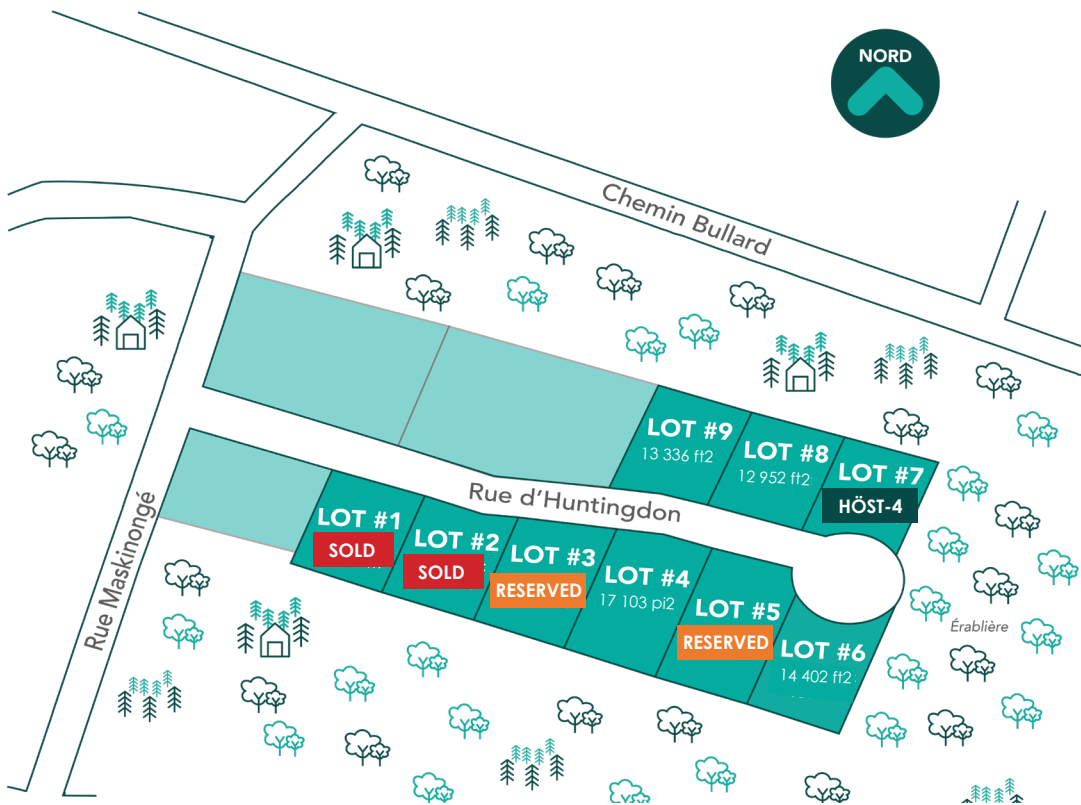 NORD
Chemin Bullard
LOT #9
13 336 ft2
LOT #8
12 952 ft2
LOT #7
HÖST-4
Rue d'Huntingdon
LOT #1
SOLD
LOT #2
SOLD
LOT #3
RESERVED
LOT #4
17 103 pi2
LOT #5
RESERVED
LOT #6
14 402 ft2
Érablière
Rue Maskinongé